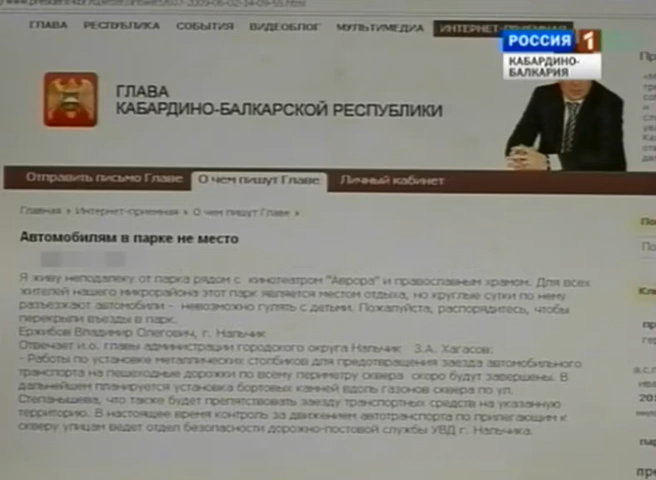 ГЛАВА РЕСПУБЛИКА СОБЫТИЯ ВИДЕОБЛОГ МУЛЬТИМЕДИА ИНТЕРНЕТ-ПРИЕМНАЯ
РОССИЯ 1
КАБАРДИНО-
БАЛКАРИЯ
ГЛАВА
КАБАРДИНО-БАЛКАРСКОЙ РЕСПУБЛИКИ
Отправить письмо Главе О чем пишут Главе Личный кабинет
Главная » Интернет-приемная » О чем пишут Главе »
Автомобилям в парке не место
Я живу неподалеку от парка рядом с кинотеатром "Аврора" и православным храмом. Для всех
жителей нашего микрорайона этот парк является местом отдыха, но круглые сутки по нему
разъезжают автомобили - невозможно гулять с детьми. Пожалуйста, распорядитесь, чтобы
перекрыли въезды в парк.
Ержибов Владимир Олегович, г. Нальчик
Отвечает и.о. главы администрации городского округа Нальчик З.А. Хагасов:
- Работы по установке металлических столбиков для предотвращения заезда автомобильного
транспорта на пешеходные дорожки по всему периметру сквера скоро будут завершены. В
дальнейшем планируется установка бортовых камней вдоль газонов сквера по ул.
Степанышева, что также будет препятствовать заезду транспортных средств на указанную
территорию. В настоящее время контроль за движением автотранспорта по прилегающим к
скверу улицам ведет отдел безопасности дорожно-постовой службы УВД г. Нальчика.